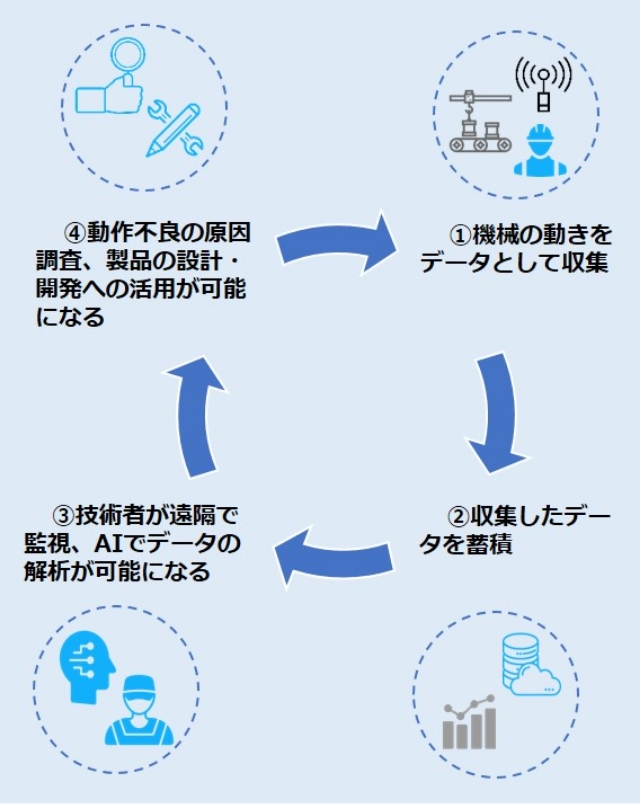 ①機械の動きを
データとして収集
②収集したデー
タを蓄積
③技術者が遠隔で
監視、AIでデータの
解析が可能になる
④動作不良の原因
調査、製品の設計・
開発への活用が可能
になる